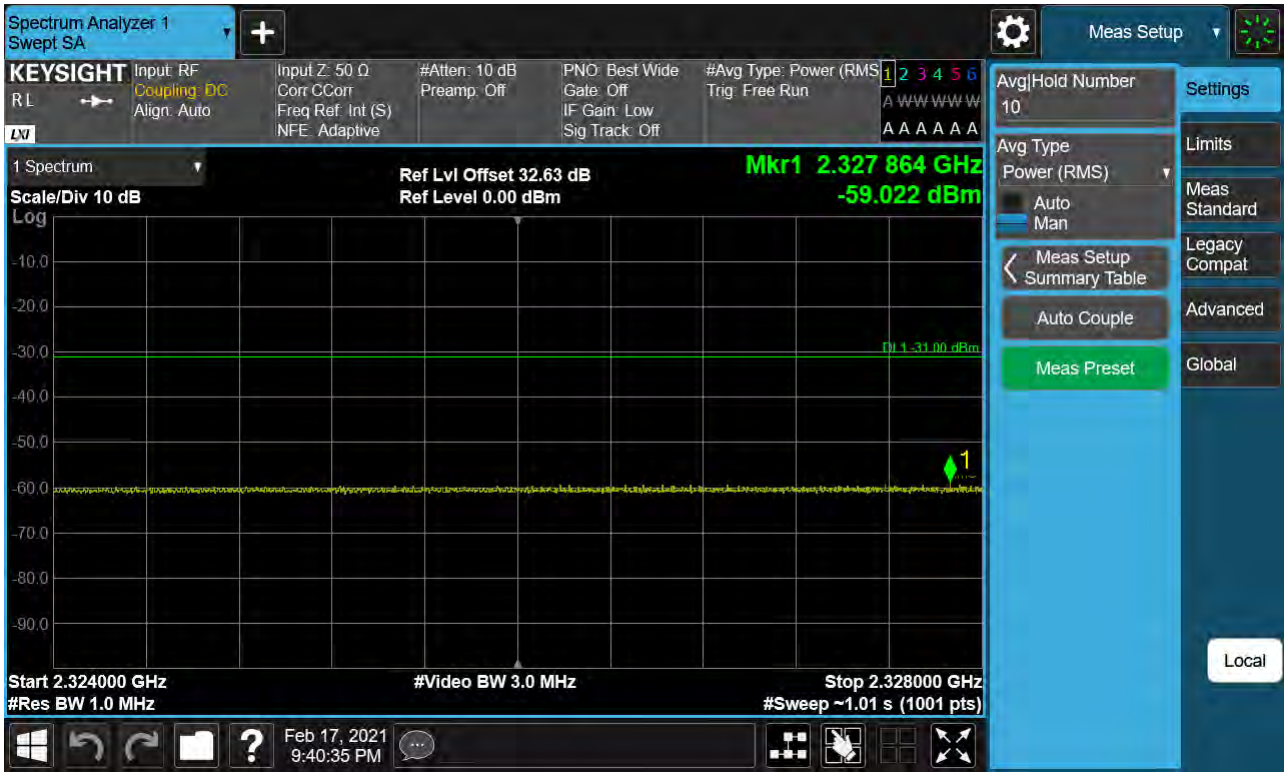 Spectrum Analyzer 1
Swept SA
Meas Setup
KEYSIGHT
RL
LXI
Input: RF
Coupling: DC
Align: Auto
Input Z: 50 Ω
Corr CCorr
Freq Ref: Int (S)
NFE: Adaptive
#Atten: 10 dB
Preamp: Off
PNO: Best Wide
Gate: Off
IF Gain: Low
Sig Track: Off
#Avg Type: Power (RMS
Trig: Free Run
1 2 3 4 5 6
A W W W W W
A A A A A A
1 Spectrum
Scale/Div 10 dB
Log
Ref Lvl Offset 32.63 dB
Ref Level 0.00 dBm
Mkr1 2.327 864 GHz
-59.022 dBm
-10.0
-20.0
-30.0
DL1 -31.00 dBm
-40.0
-50.0
1
-60.0
-70.0
-80.0
-90.0
Start 2.324000 GHz
#Res BW 1.0 MHz
#Video BW 3.0 MHz
Stop 2.328000 GHz
#Sweep ~1.01 s (1001 pts)
Avg|Hold Number
10
Avg Type
Power (RMS)
Auto
Man
Meas Setup
Summary Table
Auto Couple
Meas Preset
Settings
Limits
Meas
Standard
Legacy
Compat
Advanced
Global
Local
?
Feb 17, 2021
9:40:35 PM